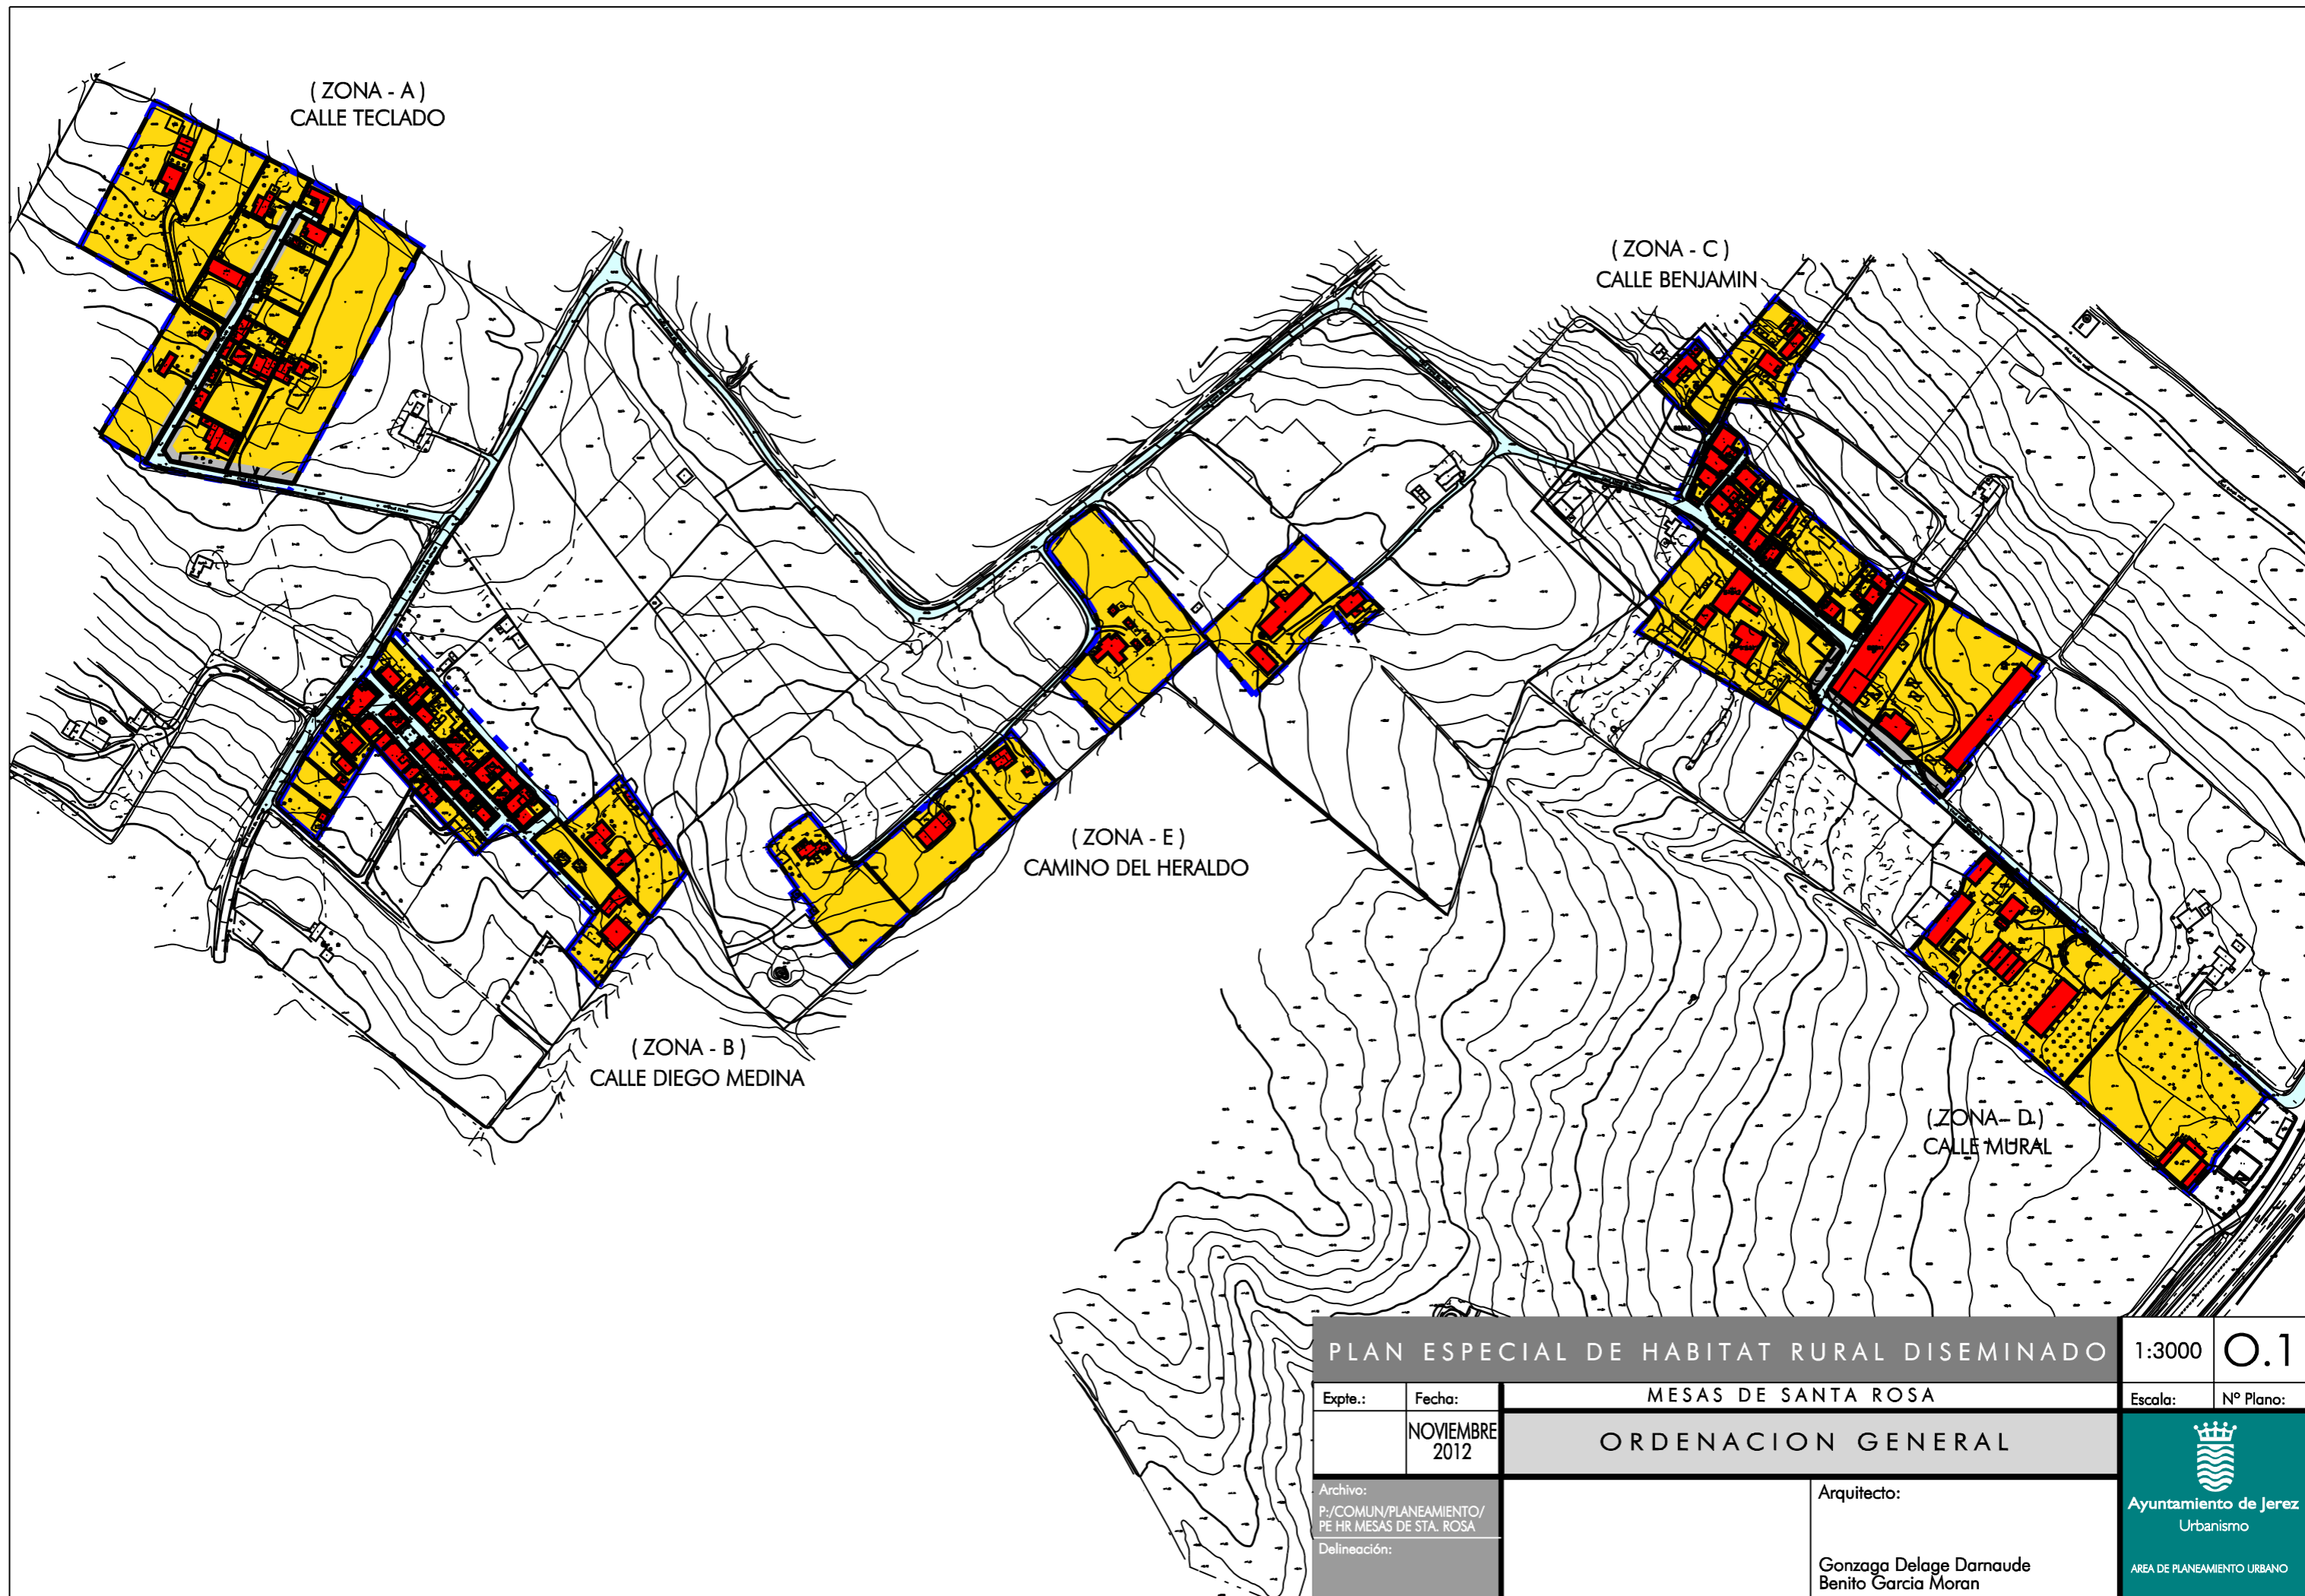 ( ZONA - A )
CALLE TECLADO
( ZONA - C )
CALLE BENJAMIN
( ZONA - E )
CAMINO DEL HERALDO
( ZONA - B )
CALLE DIEGO MEDINA
( ZONA - D )
CALLE MURAL
PLAN ESPECIAL DE HABITAT RURAL DISEMINADO
1:3000
O.1
Expte.:
Fecha:
MESAS DE SANTA ROSA
Escala:
Nº Plano:
NOVIEMBRE
2012
ORDENACION GENERAL
Archivo:
P:/COMUN/PLANEAMIENTO/
PE HR MESAS DE STA. ROSA
Delineación:
Arquitecto:
Gonzaga Delage Darnaude
Benito Garcia Moran
Ayuntamiento de Jerez
Urbanismo
AREA DE PLANEAMIENTO URBANO